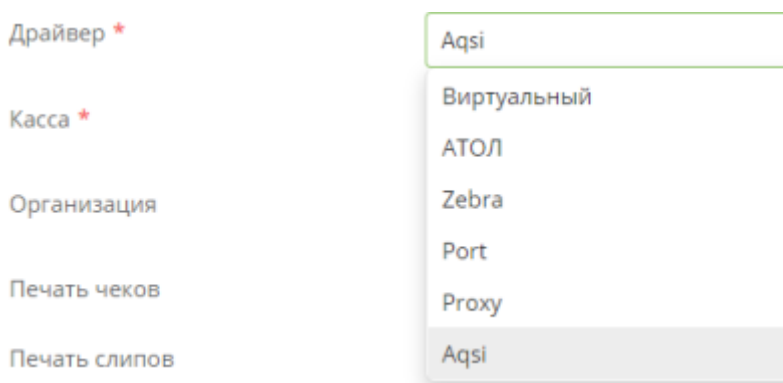 Драйвер *
Aqsi
Виртуальный
Касса *
АТОЛ
Zebra
Организация
Port
Печать чеков
Proxy
Печать слипов
Aqsi